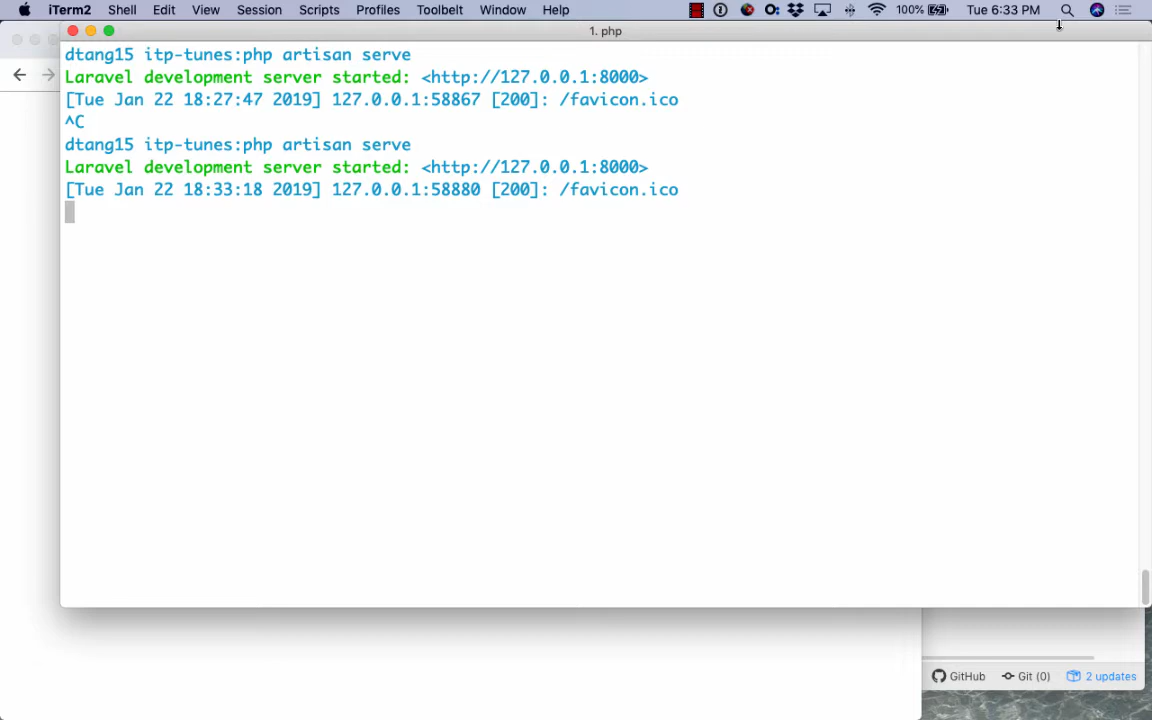 iTerm2 Shell Edit View Session Scripts Profiles Toolbelt Window Help 100% Tue 6:33 PM
1. php
dtang15 itp-tunes:php artisan serve
Laravel development server started: <http://127.0.0.1:8000>
[Tue Jan 22 18:27:47 2019] 127.0.0.1:58867 [200]: /favicon.ico
^C
dtang15 itp-tunes:php artisan serve
Laravel development server started: <http://127.0.0.1:8000>
[Tue Jan 22 18:33:18 2019] 127.0.0.1:58880 [200]: /favicon.ico
GitHub Git (0) 2 updates